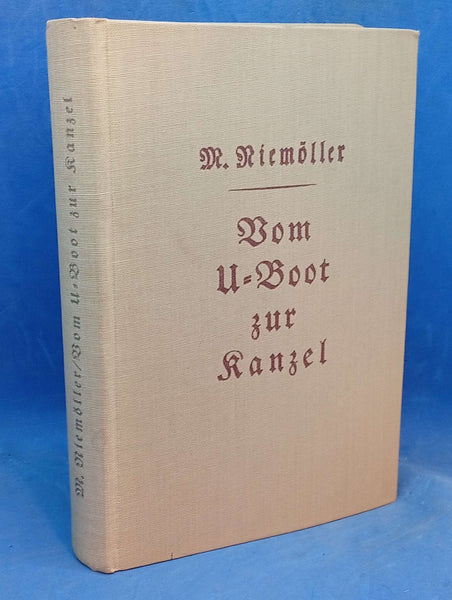 M. Niemöller
Vom
U-Boot
zur
Kanzel
M. Niemöller/Vom U-Boot zur Kanzel